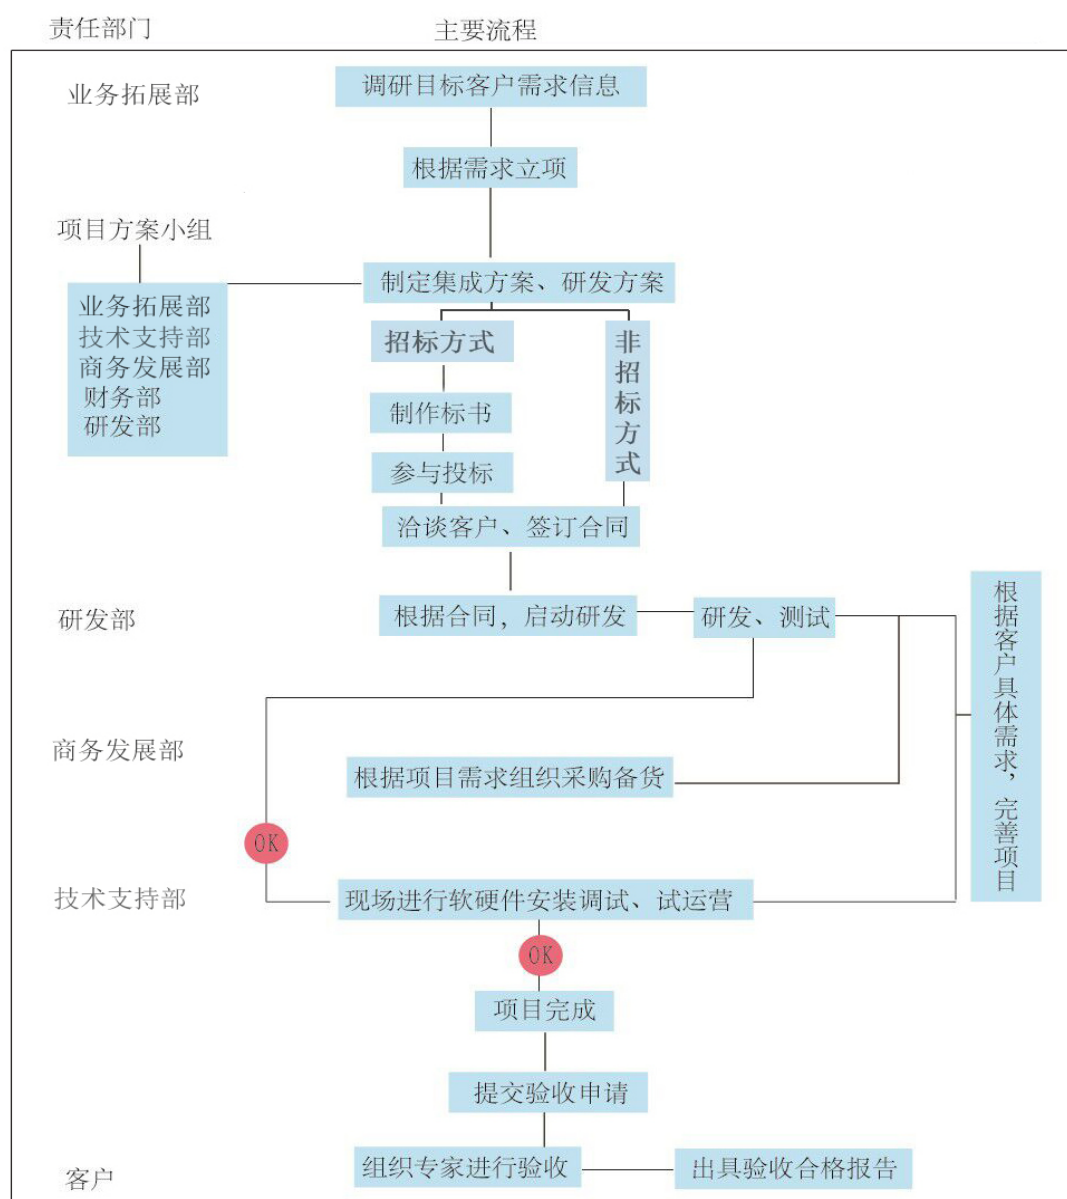 责任部门
主要流程
业务拓展部
调研目标客户需求信息
根据需求立项
项目方案小组
制定集成方案、研发方案
业务拓展部
技术支持部
商务发展部
财务部
研发部
招标方式
非招标方式
制作标书
参与投标
洽谈客户、签订合同
研发部
根据合同，启动研发
研发、测试
根据客户具体需求，完善项目
商务发展部
根据项目需求组织采购备货
OK
技术支持部
现场进行软硬件安装调试、试运营
OK
项目完成
提交验收申请
客户
组织专家进行验收
出具验收合格报告